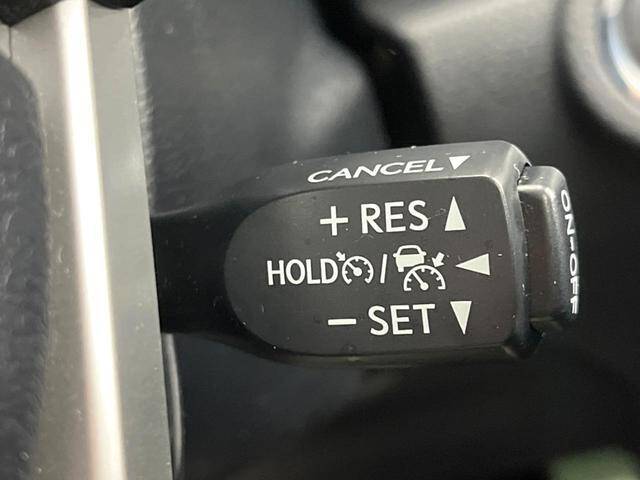 CANCEL▼
+ RES ▲
HOLD / ◀
− SET ▼
ON-OFF